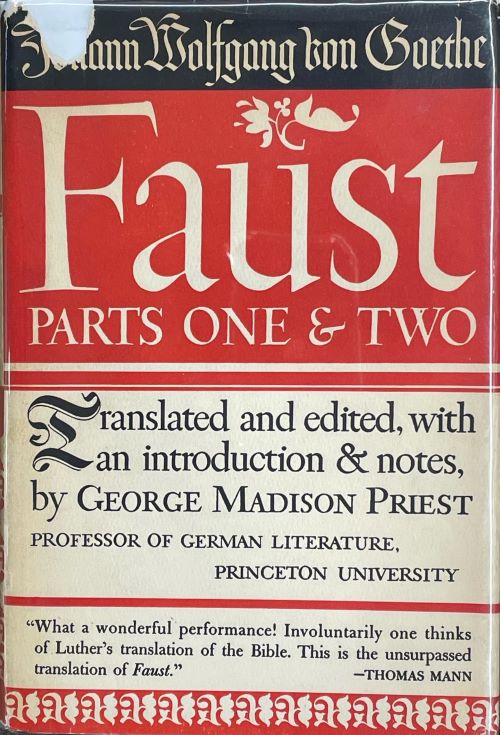 Johann Wolfgang von Goethe
Faust
PARTS ONE & TWO
Translated and edited, with
an introduction & notes,
by GEORGE MADISON PRIEST
PROFESSOR OF GERMAN LITERATURE,
PRINCETON UNIVERSITY
“What a wonderful performance! Involuntarily one thinks
of Luther’s translation of the Bible. This is the unsurpassed
translation of Faust.”
—THOMAS MANN